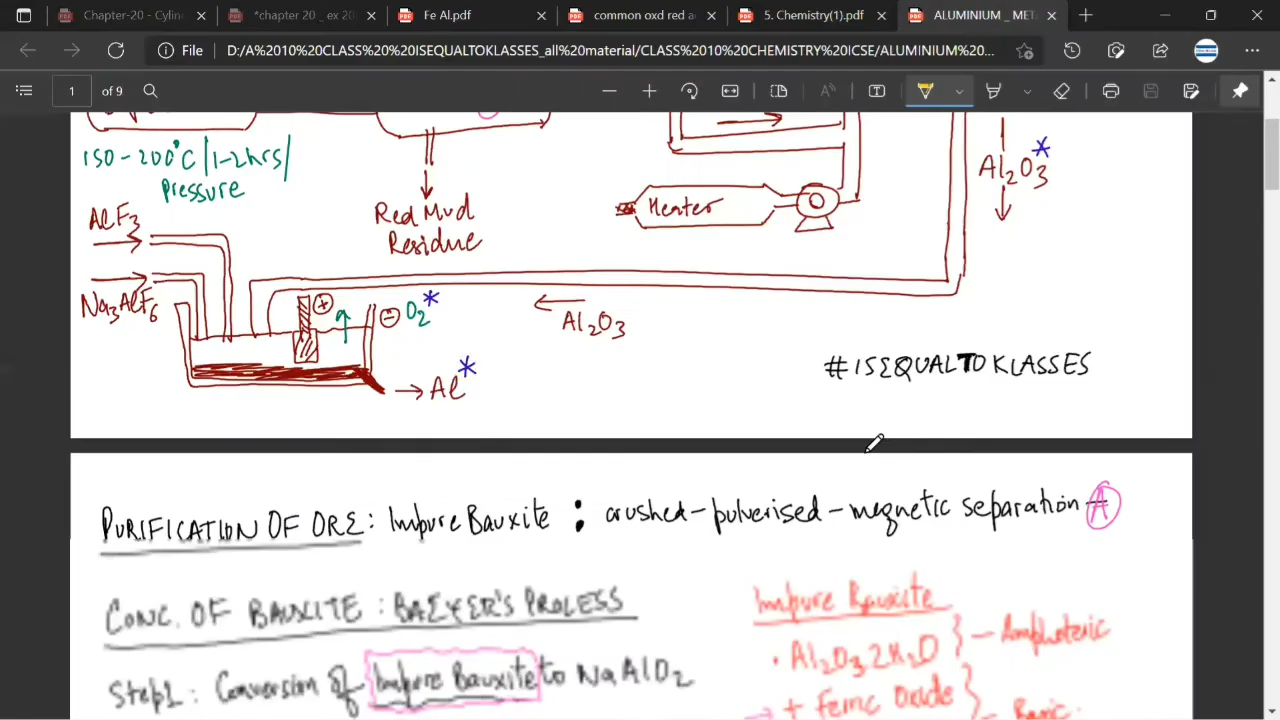 Chapter-20 - Cylin
*chapter 20 _ ex 20
Fe Al.pdf
common oxd red a
5. Chemistry(1).pdf
ALUMINIUM _ MET
File
D:/A%2010%20CLASS%20%20ISEQUALTOKLASSES_all%20material/CLASS%2010%20CHEMISTRY%20ICSE/ALUMINIUM%20...
1 of 9
150-200°C/1-2hrs/
Pressure
AlF3
Na3AlF6
Red Mud
Residue
Heater
Al2O3*
+
- O2*
Al2O3
Al*
#ISEQUALTOKLASSES
PURIFICATION OF ORE: Impure Bauxite : crushed-pulverised-magnetic separation A
CONC. OF BAUXITE : BAEYER'S PROCESS
Step1: Conversion of Impure Bauxite to NaAlO2
Impure Bauxite
• Al2O3 2H2O } - Amphoteric
→ + Ferric Oxide } - Basic.